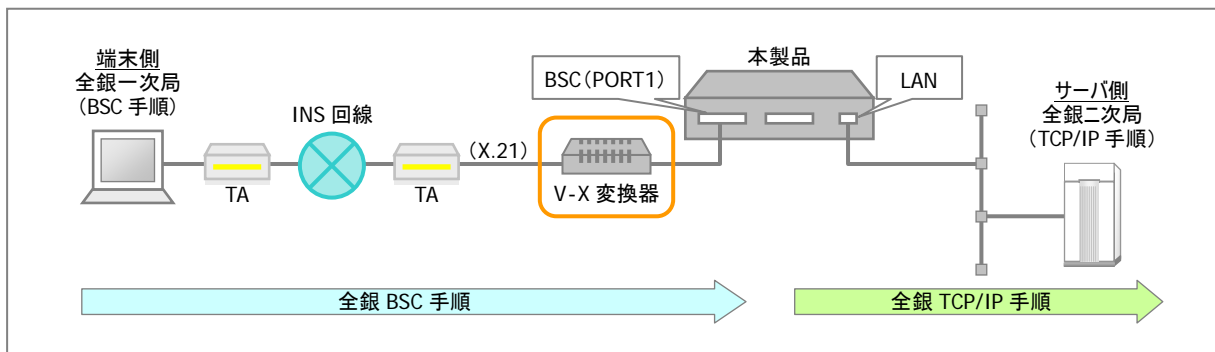 端末側
全銀一次局
（BSC 手順）
INS 回線
TA
TA
（X.21）
V-X 変換器
BSC（PORT1）
本製品
LAN
サーバ側
全銀二次局
（TCP/IP 手順）
全銀 BSC 手順
全銀 TCP/IP 手順